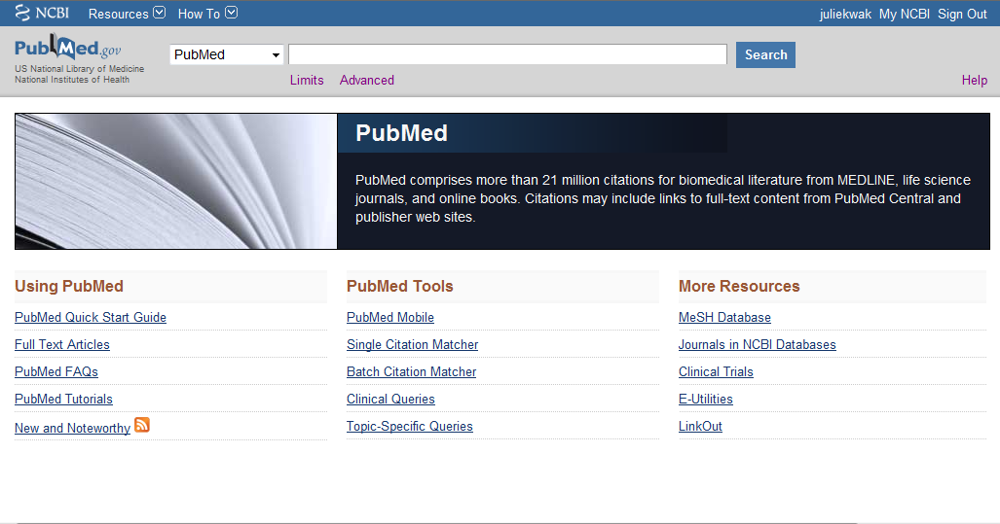 NCBI Resources How To juliekwak My NCBI Sign Out
PubMed.gov
US National Library of Medicine
National Institutes of Health
PubMed Search
Limits Advanced Help
PubMed
PubMed comprises more than 21 million citations for biomedical literature from MEDLINE, life science
journals, and online books. Citations may include links to full-text content from PubMed Central and
publisher web sites.
Using PubMed
PubMed Quick Start Guide
Full Text Articles
PubMed FAQs
PubMed Tutorials
New and Noteworthy
PubMed Tools
PubMed Mobile
Single Citation Matcher
Batch Citation Matcher
Clinical Queries
Topic-Specific Queries
More Resources
MeSH Database
Journals in NCBI Databases
Clinical Trials
E-Utilities
LinkOut